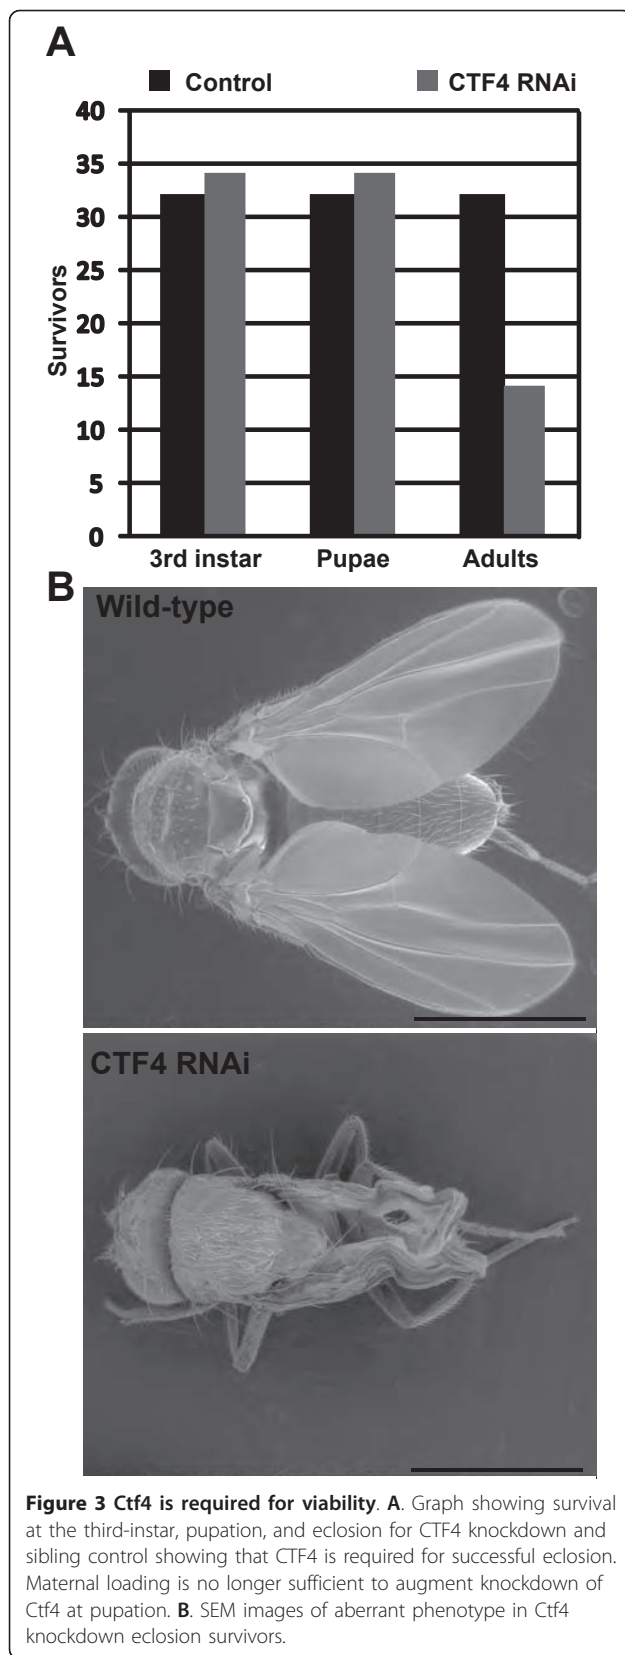 A
Control CTF4 RNAi
40
35
30
25
20
15
10
5
0
Survivors
3rd instar Pupae Adults
B
Wild-type
CTF4 RNAi
Figure 3 Ctf4 is required for viability. A. Graph showing survival
at the third-instar, pupation, and eclosion for CTF4 knockdown and
sibling control showing that CTF4 is required for successful eclosion.
Maternal loading is no longer sufficient to augment knockdown of
Ctf4 at pupation. B. SEM images of aberrant phenotype in Ctf4
knockdown eclosion survivors.